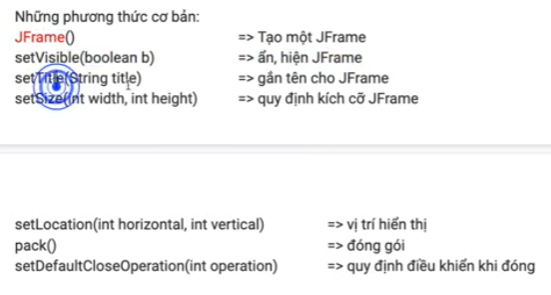 Những phương thức cơ bản:
JFrame() => Tạo một JFrame
setVisible(boolean b) => ẩn, hiện JFrame
setTitle(String title) => gắn tên cho JFrame
setSize(int width, int height) => quy định kích cỡ JFrame
setLocation(int horizontal, int vertical) => vị trí hiển thị
pack() => đóng gói
setDefaultCloseOperation(int operation) => quy định điều khiển khi đóng